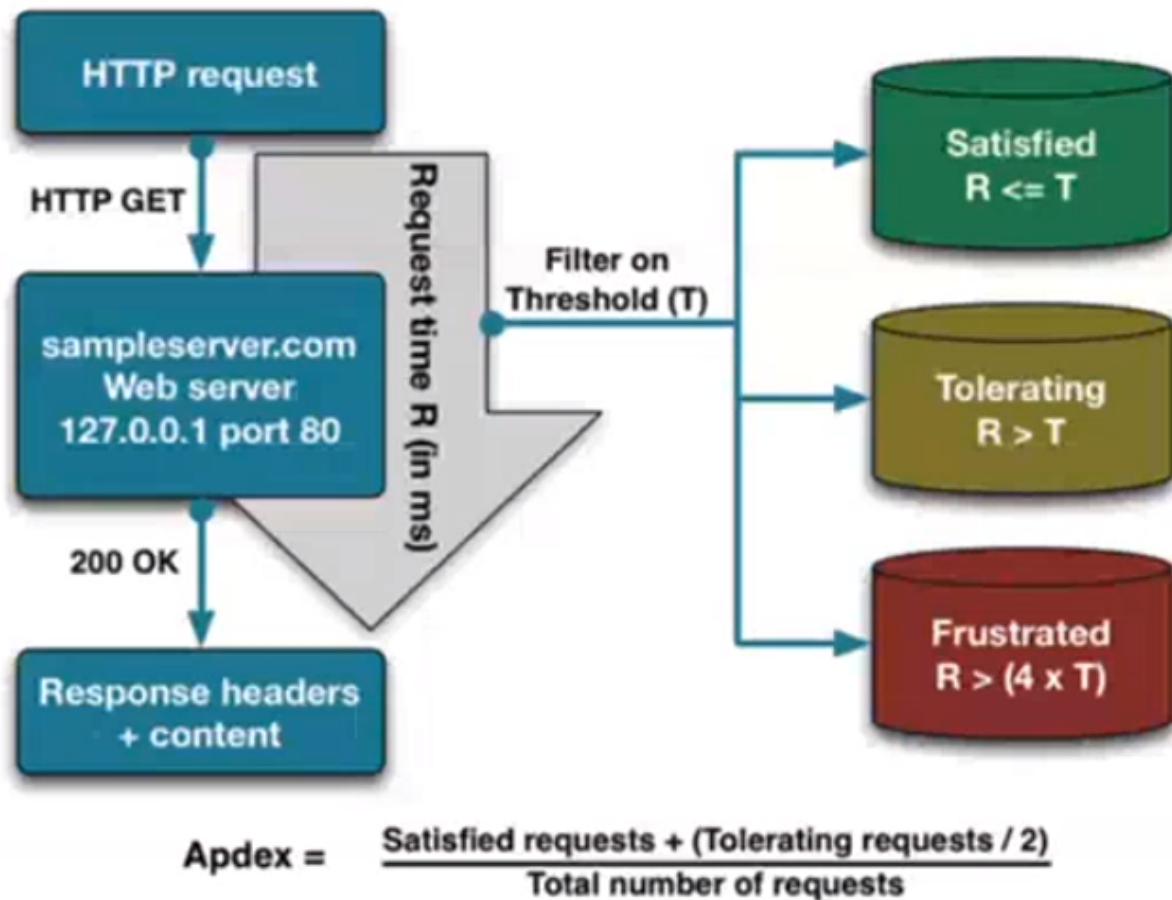 HTTP request
HTTP GET
sampleserver.com
Web server
127.0.0.1 port 80
200 OK
Response headers
+ content
Request time R (in ms)
Filter on
Threshold (T)
Satisfied
R <= T
Tolerating
R > T
Frustrated
R > (4 x T)
Apdex =
Satisfied requests + (Tolerating requests / 2)
Total number of requests